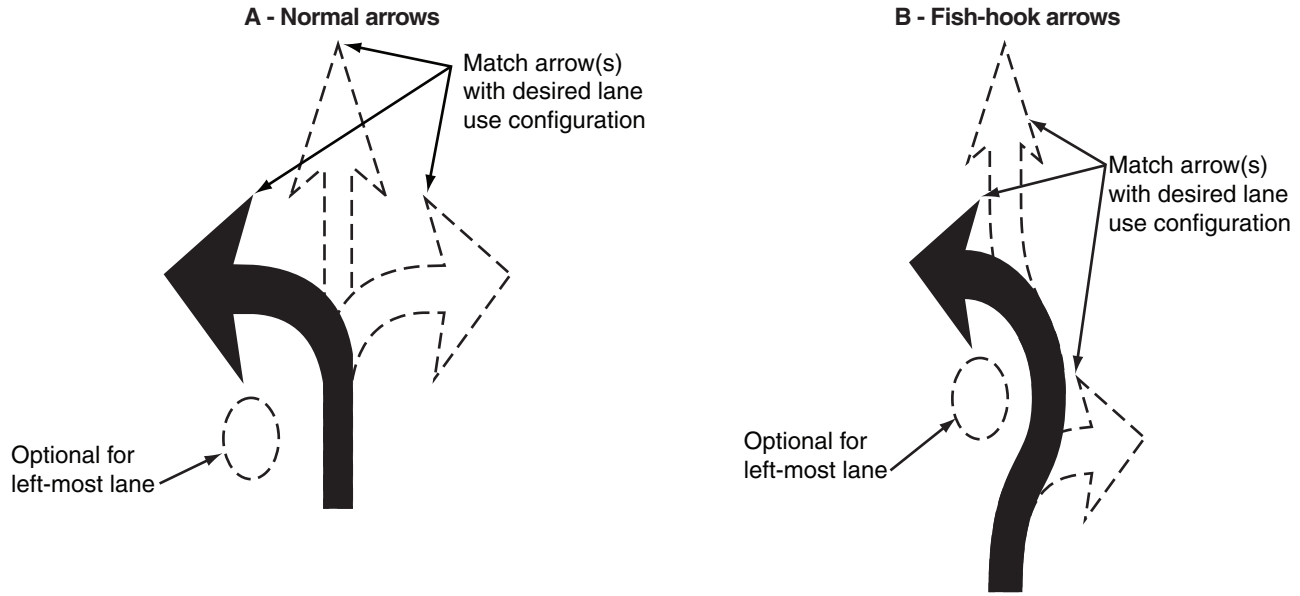 A - Normal arrows
Match arrow(s)
with desired lane
use configuration
Optional for
left-most lane
B - Fish-hook arrows
Match arrow(s)
with desired lane
use configuration
Optional for
left-most lane